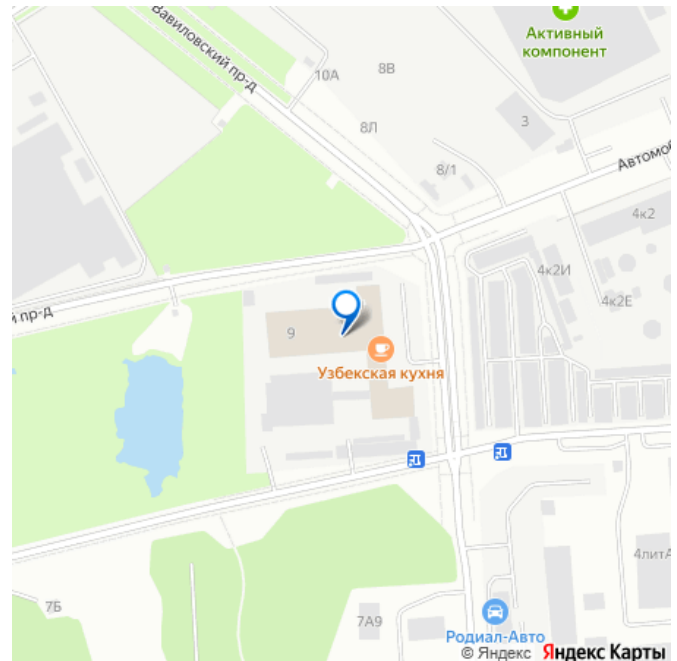 Активный
компонент
Вавиловский пр-д
10А
8В
8Л
3
8/1
Автомоб
4к2
4к2И
4к2Е
й пр-д
9
Узбекская кухня
4литА
7Б
7А9
Родиал-Авто
© Яндекс Яндекс Карты